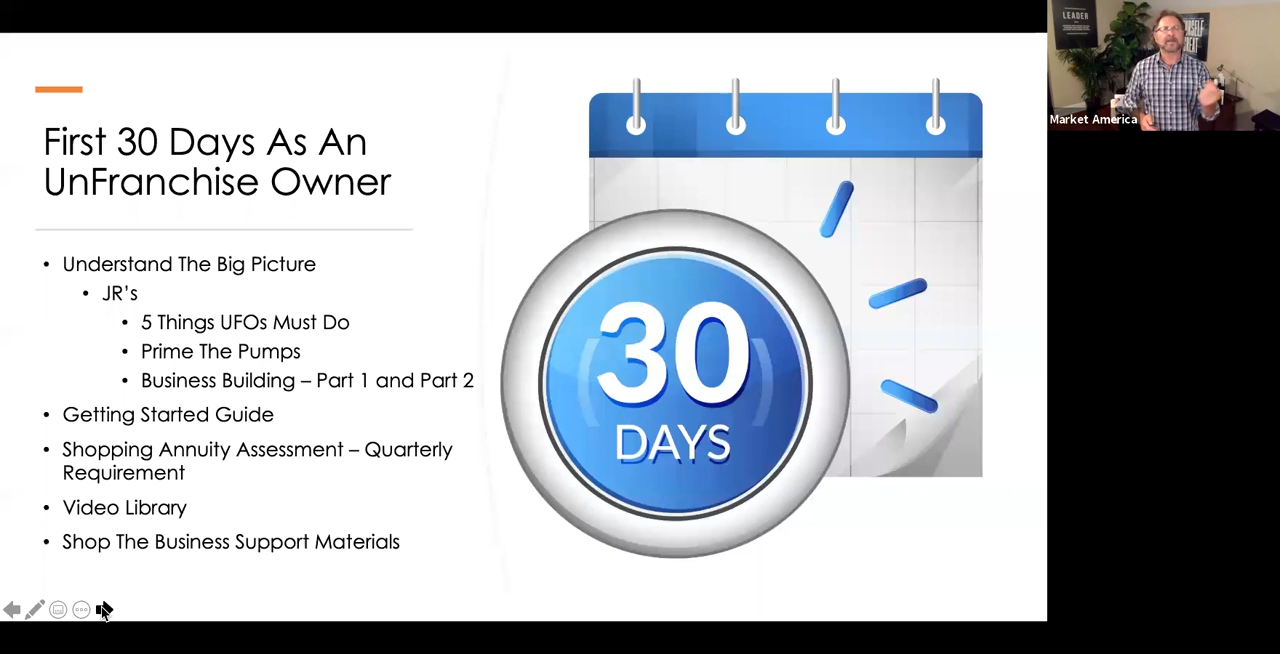 First 30 Days As An
UnFranchise Owner
• Understand The Big Picture
• JR’s
• 5 Things UFOs Must Do
• Prime The Pumps
• Business Building – Part 1 and Part 2
• Getting Started Guide
• Shopping Annuity Assessment – Quarterly
Requirement
• Video Library
• Shop The Business Support Materials
30
DAYS
LEADER
Market America